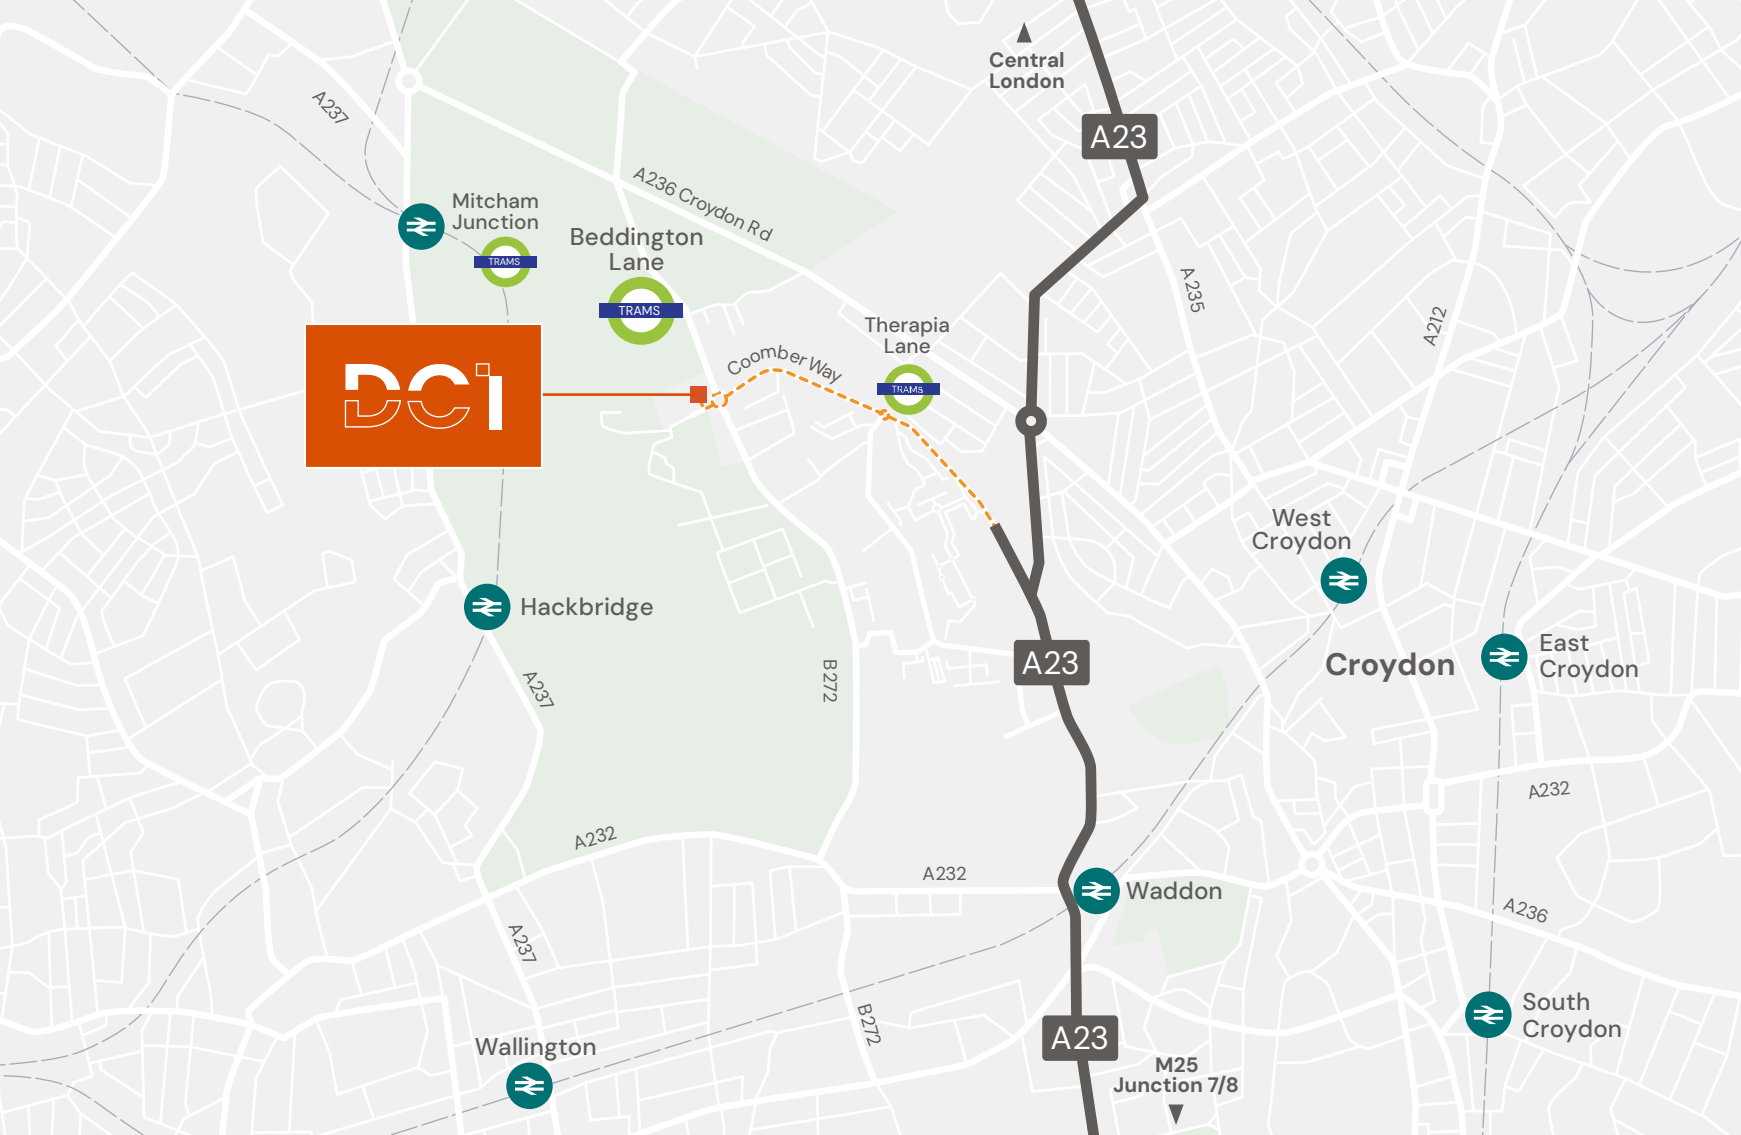 Central
London
A237
A23
Mitcham
Junction
A236 Croydon Rd
Beddington
Lane
TRAMS
TRAMS
A235
A212
Therapia
Lane
Coomber Way
TRAMS
DC1
West
Croydon
Hackbridge
East
Croydon
Croydon
A23
B272
A237
A232
A232
A232
Waddon
A236
A237
South
Croydon
B272
A23
Wallington
M25
Junction 7/8